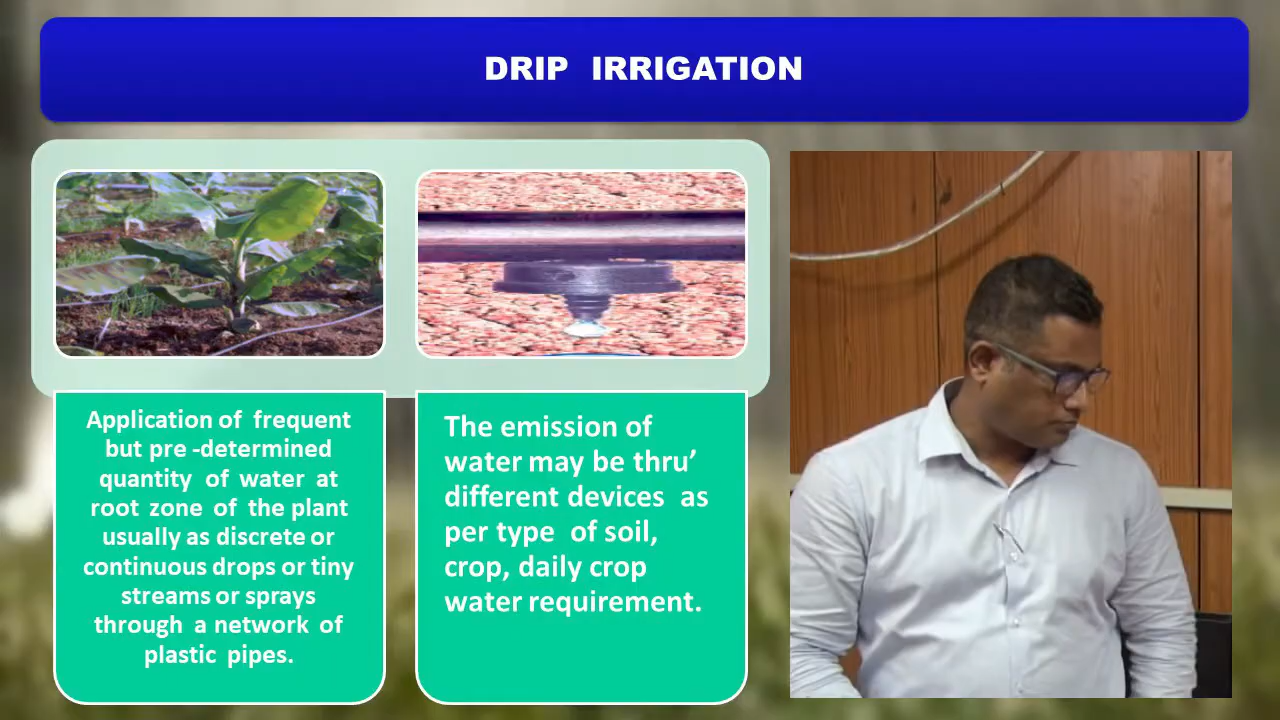 DRIP IRRIGATION
Application of frequent
but pre -determined
quantity of water at
root zone of the plant
usually as discrete or
continuous drops or tiny
streams or sprays
through a network of
plastic pipes.
The emission of
water may be thru’
different devices as
per type of soil,
crop, daily crop
water requirement.